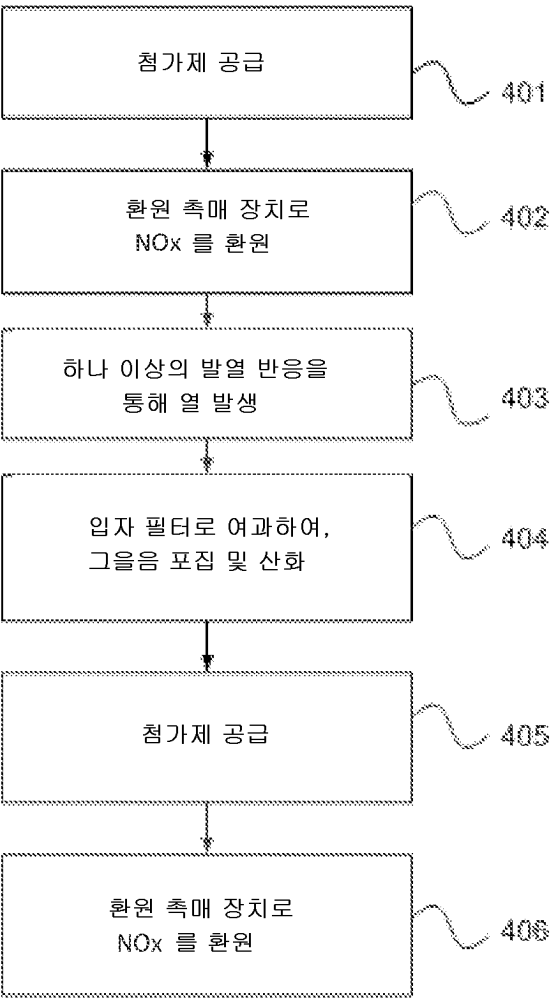 첨가제 공급
401
환원 촉매 장치로
NOx 를 환원
402
하나 이상의 발열 반응을
통해 열 발생
403
입자 필터로 여과하여,
그을음 포집 및 산화
404
첨가제 공급
405
환원 촉매 장치로
NOx 를 환원
406